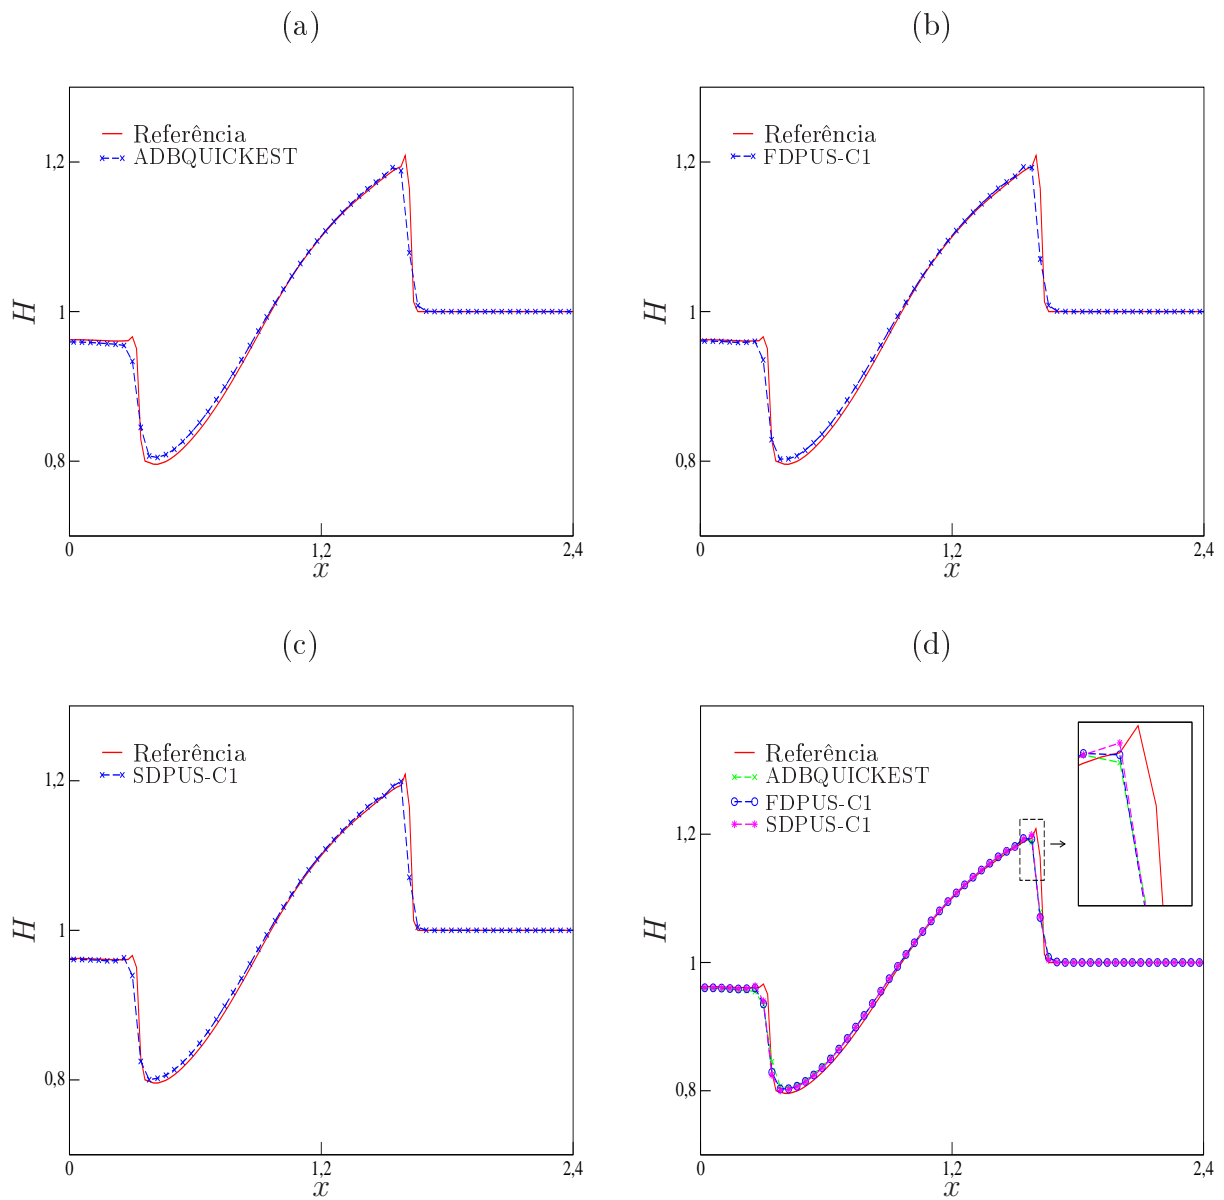 (a)
Referência
ADBQUICKEST
1,2
1
0,8
H
0
1,2
2,4
x
(b)
Referência
FDPUS-C1
1,2
1
0,8
H
0
1,2
2,4
x
(c)
Referência
SDPUS-C1
1,2
1
0,8
H
0
1,2
2,4
x
(d)
Referência
ADBQUICKEST
FDPUS-C1
SDPUS-C1
1,2
1
0,8
H
0
1,2
2,4
x